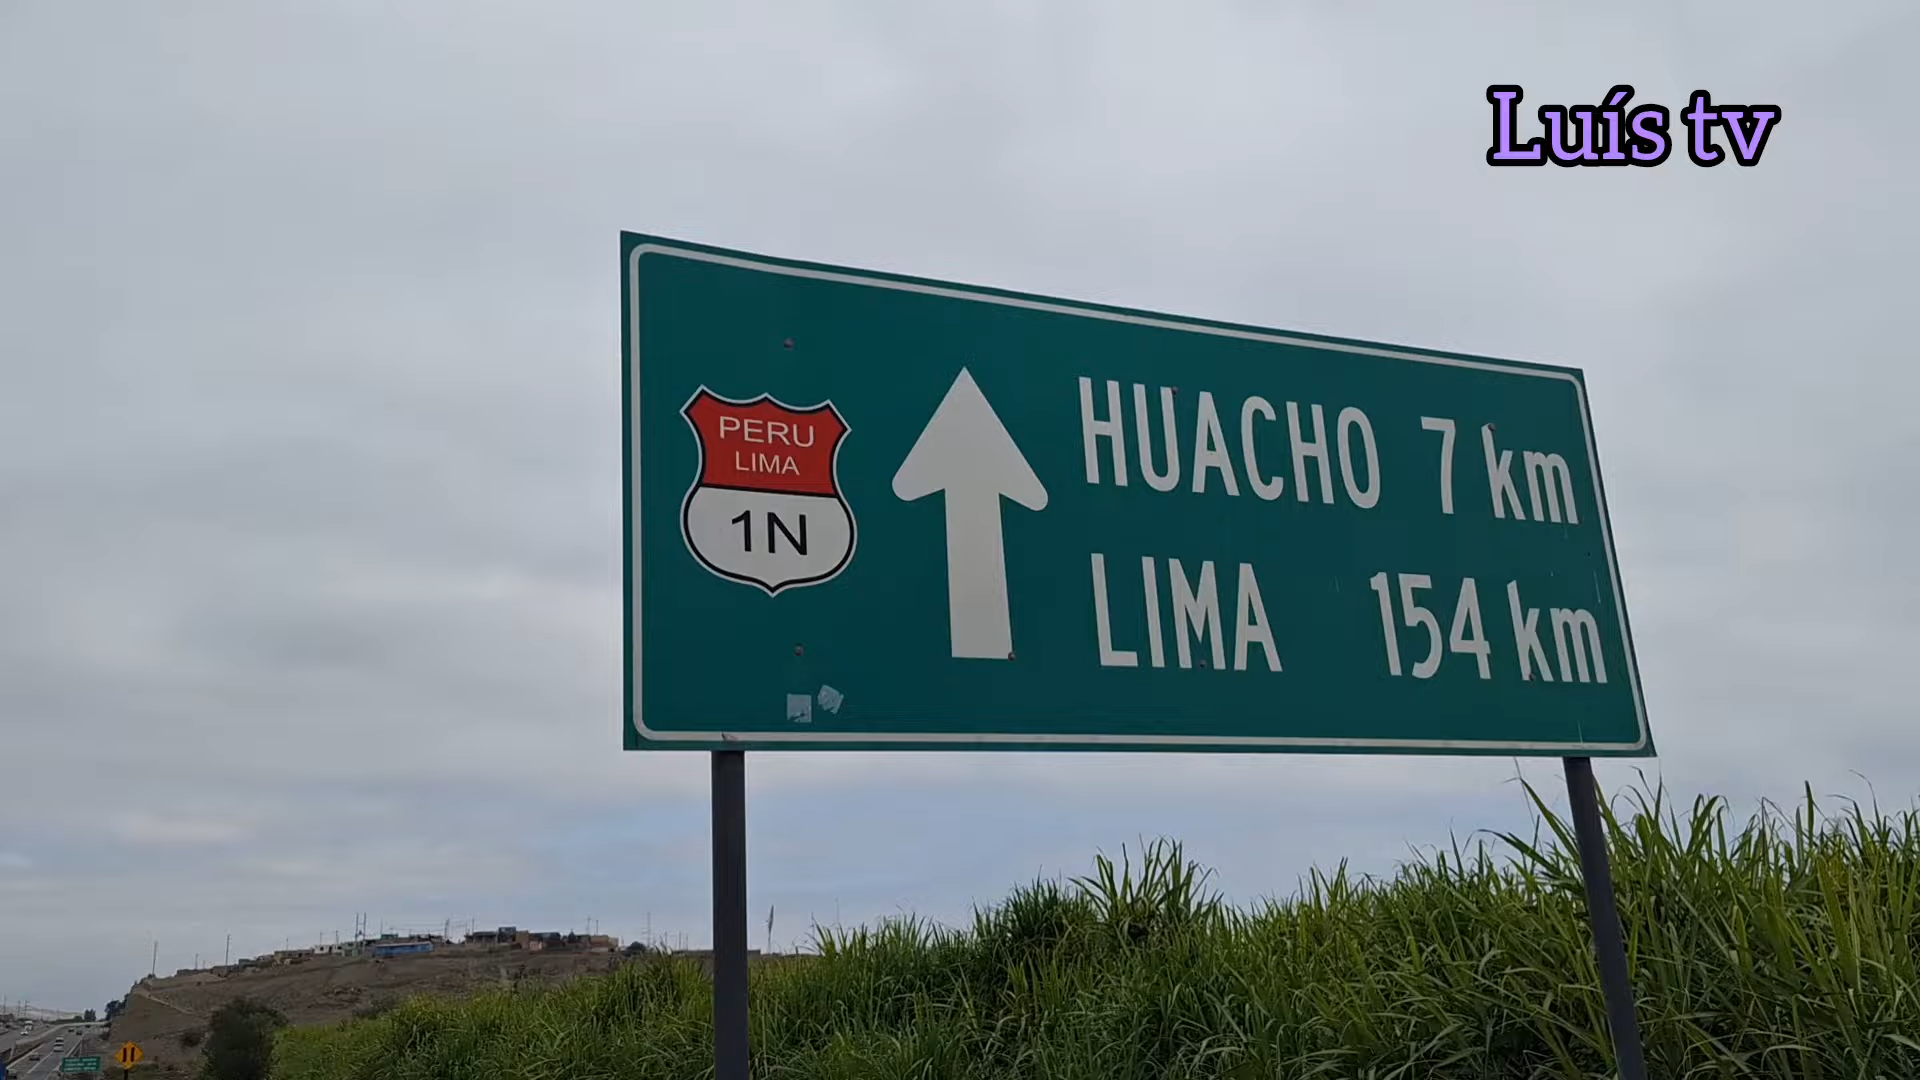 Luís tv
PERU
LIMA
1N
HUACHO 7 km
LIMA 154 km